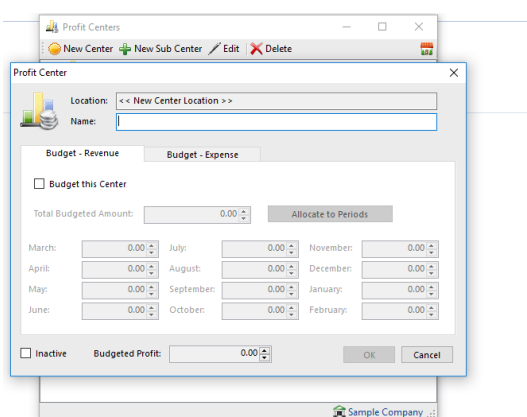 Profit Centers
New Center New Sub Center Edit Delete
Profit Center
Location: << New Center Location >>
Name:
Budget - Revenue Budget - Expense
Budget this Center
Total Budgeted Amount: 0.00 Allocate to Periods
March: 0.00 July: 0.00 November: 0.00
April: 0.00 August: 0.00 December: 0.00
May: 0.00 September: 0.00 January: 0.00
June: 0.00 October: 0.00 February: 0.00
Inactive Budgeted Profit: 0.00 OK Cancel
Sample Company